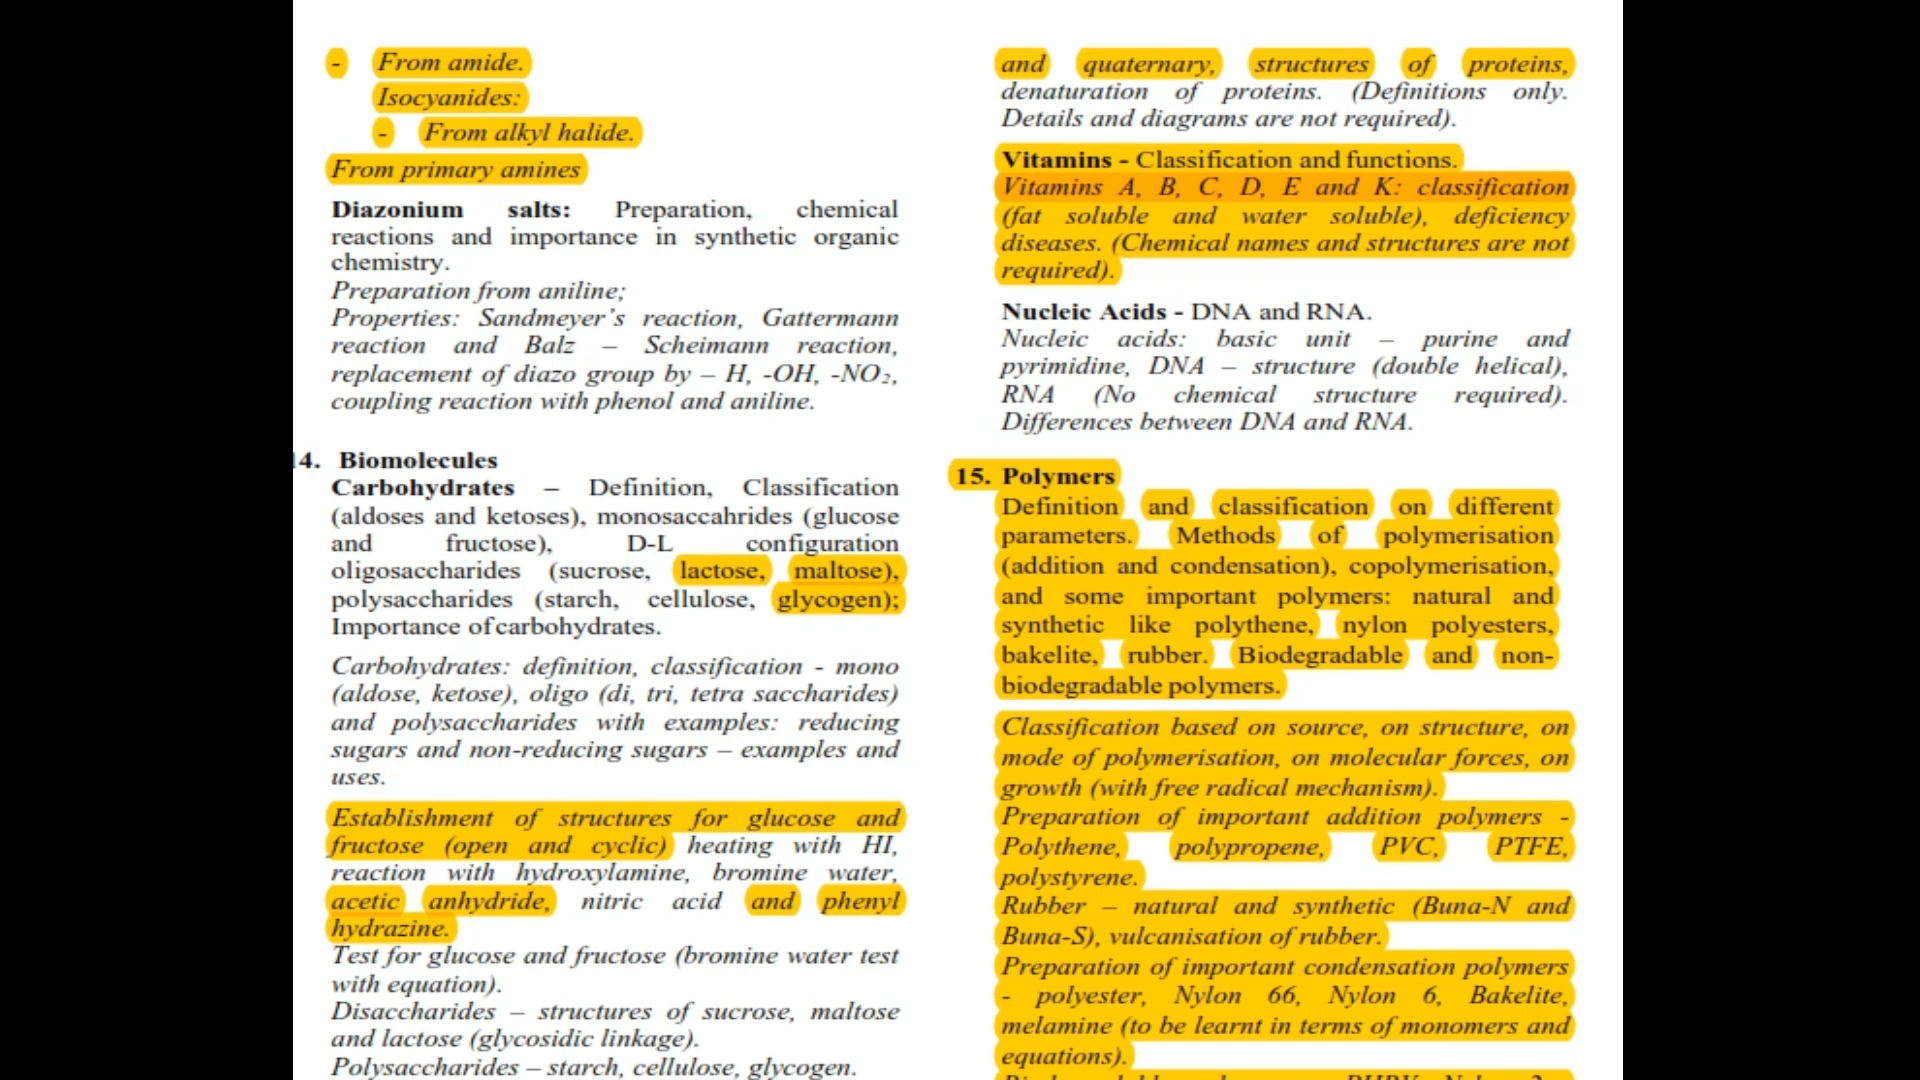 - From amide.
Isocyanides:
- From alkyl halide.
From primary amines
Diazonium salts: Preparation, chemical
reactions and importance in synthetic organic
chemistry.
Preparation from aniline;
Properties: Sandmeyer's reaction, Gattermann
reaction and Balz – Scheimann reaction,
replacement of diazo group by – H, -OH, -NO₂,
coupling reaction with phenol and aniline.
14. Biomolecules
Carbohydrates – Definition, Classification
(aldoses and ketoses), monosaccahrides (glucose
and fructose), D-L configuration
oligosaccharides (sucrose, lactose, maltose),
polysaccharides (starch, cellulose, glycogen);
Importance of carbohydrates.
Carbohydrates: definition, classification - mono
(aldose, ketose), oligo (di, tri, tetra saccharides)
and polysaccharides with examples: reducing
sugars and non-reducing sugars – examples and
uses.
Establishment of structures for glucose and
fructose (open and cyclic) heating with HI,
reaction with hydroxylamine, bromine water,
acetic anhydride, nitric acid and phenyl
hydrazine.
Test for glucose and fructose (bromine water test
with equation).
Disaccharides – structures of sucrose, maltose
and lactose (glycosidic linkage).
Polysaccharides – starch, cellulose, glycogen.
and quaternary, structures of proteins,
denaturation of proteins. (Definitions only.
Details and diagrams are not required).
Vitamins - Classification and functions.
Vitamins A, B, C, D, E and K: classification
(fat soluble and water soluble), deficiency
diseases. (Chemical names and structures are not
required).
Nucleic Acids - DNA and RNA.
Nucleic acids: basic unit – purine and
pyrimidine, DNA – structure (double helical),
RNA (No chemical structure required).
Differences between DNA and RNA.
15. Polymers
Definition and classification on different
parameters. Methods of polymerisation
(addition and condensation), copolymerisation,
and some important polymers: natural and
synthetic like polythene, nylon polyesters,
bakelite, rubber. Biodegradable and non-
biodegradable polymers.
Classification based on source, on structure, on
mode of polymerisation, on molecular forces, on
growth (with free radical mechanism).
Preparation of important addition polymers -
Polythene, polypropene, PVC, PTFE,
polystyrene.
Rubber – natural and synthetic (Buna-N and
Buna-S), vulcanisation of rubber.
Preparation of important condensation polymers
- polyester, Nylon 66, Nylon 6, Bakelite,
melamine (to be learnt in terms of monomers and
equations).